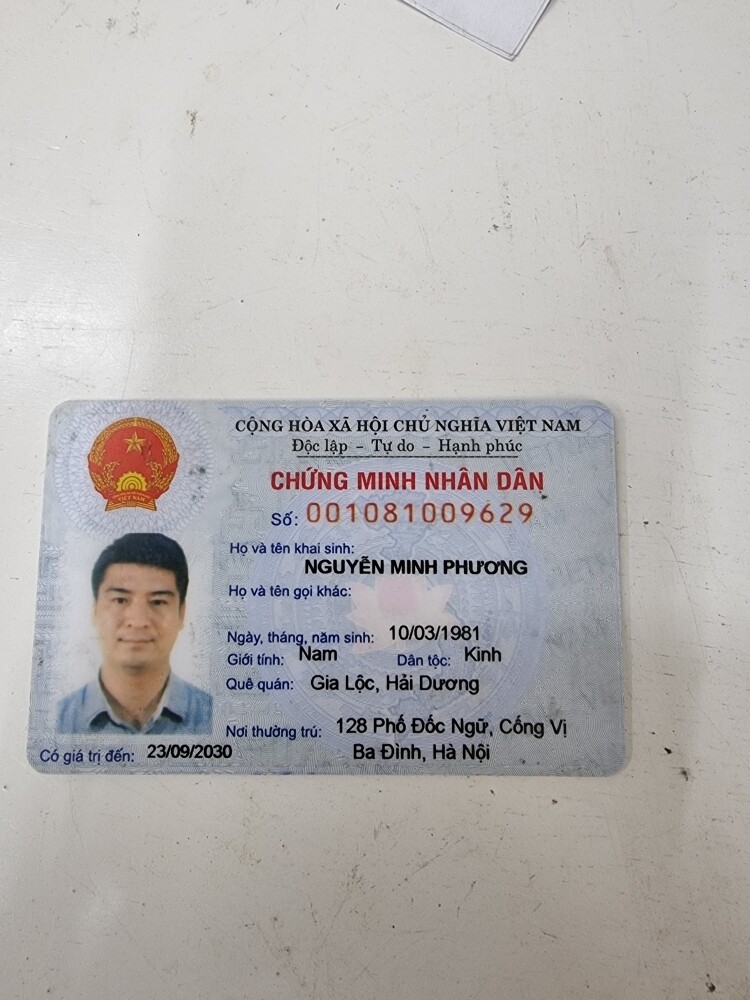 CỘNG HÒA XÃ HỘI CHỦ NGHĨA VIỆT NAM
Độc lập - Tự do - Hạnh phúc
CHỨNG MINH NHÂN DÂN
Số: 001081009629
Họ và tên khai sinh:
NGUYỄN MINH PHƯƠNG
Họ và tên gọi khác:
Ngày, tháng, năm sinh: 10/03/1981
Giới tính: Nam Dân tộc: Kinh
Quê quán: Gia Lộc, Hải Dương
Nơi thường trú: 128 Phố Đốc Ngữ, Cống Vị
Ba Đình, Hà Nội
Có giá trị đến: 23/09/2030
VIỆT NAM